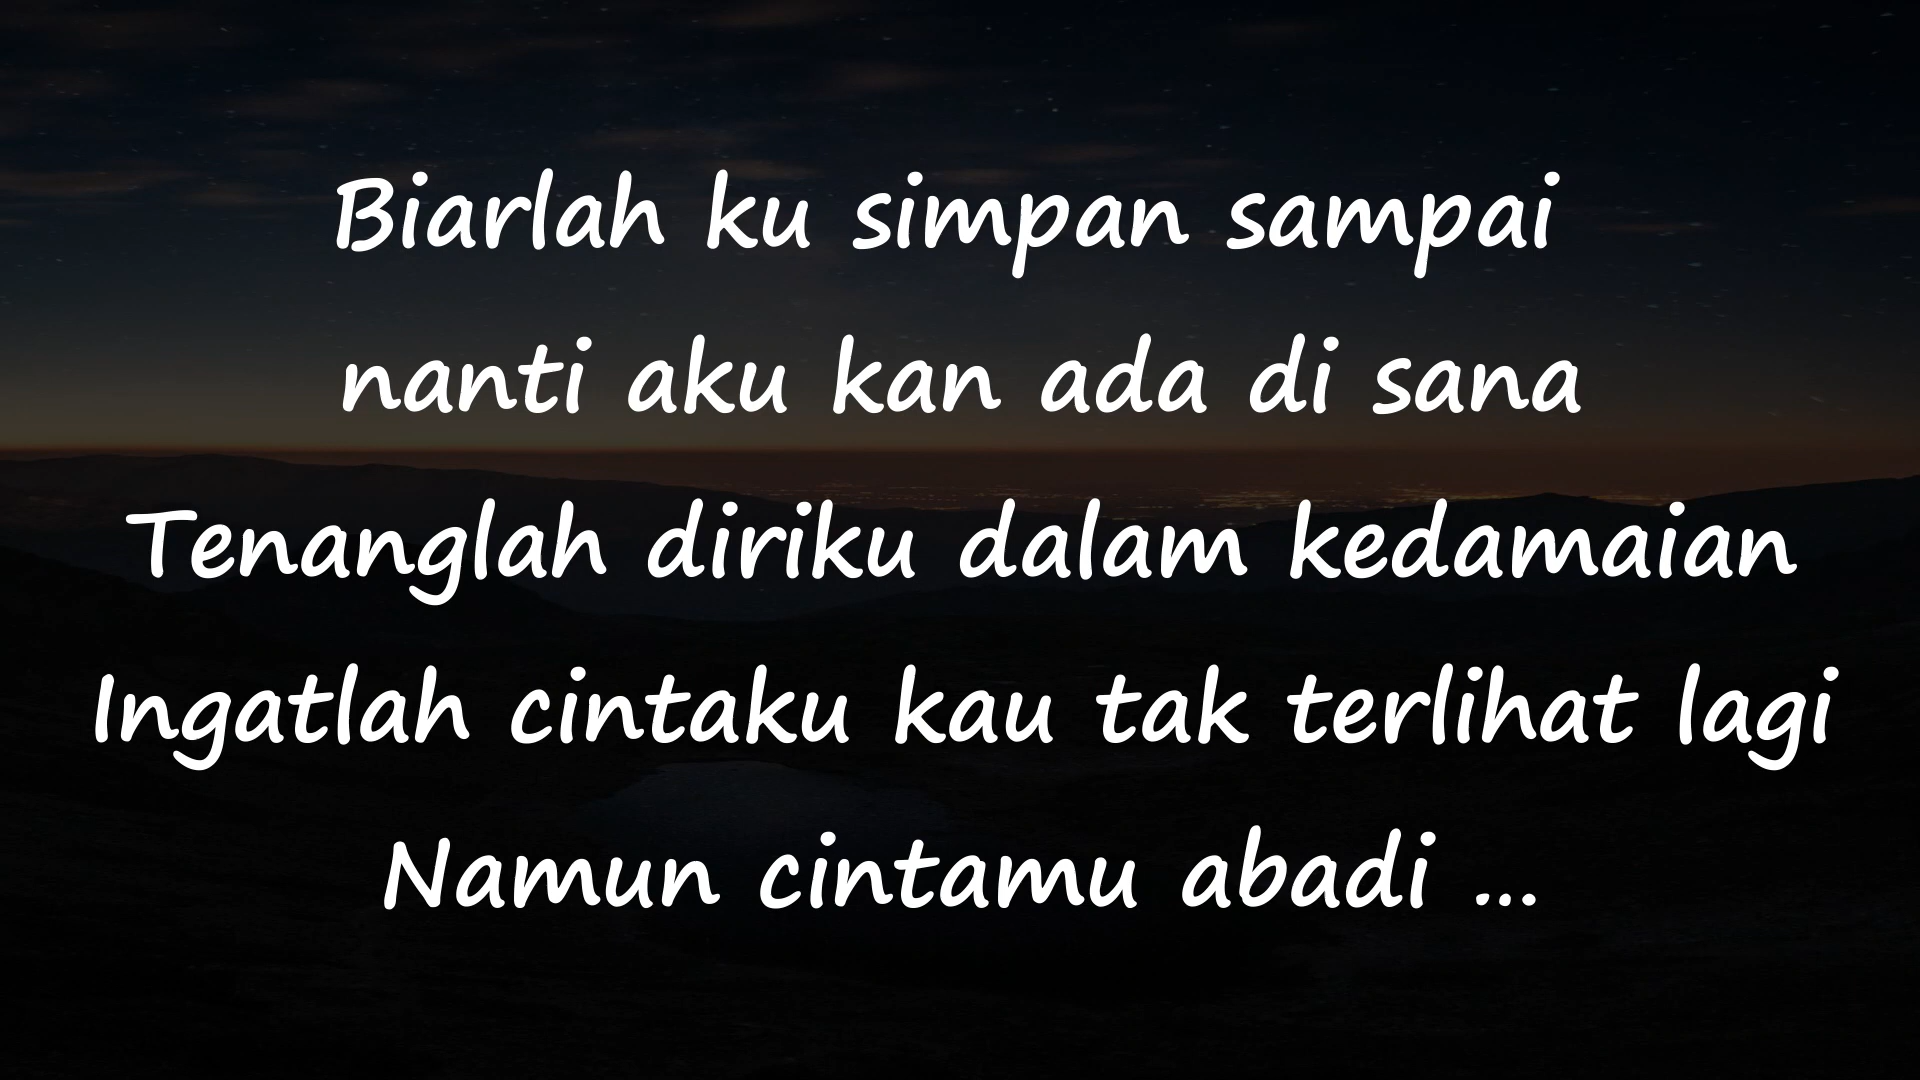 Biarlah ku simpan sampai
nanti aku kan ada di sana
Tenanglah diriku dalam kedamaian
Ingatlah cintaku kau tak terlihat lagi
Namun cintamu abadi ...